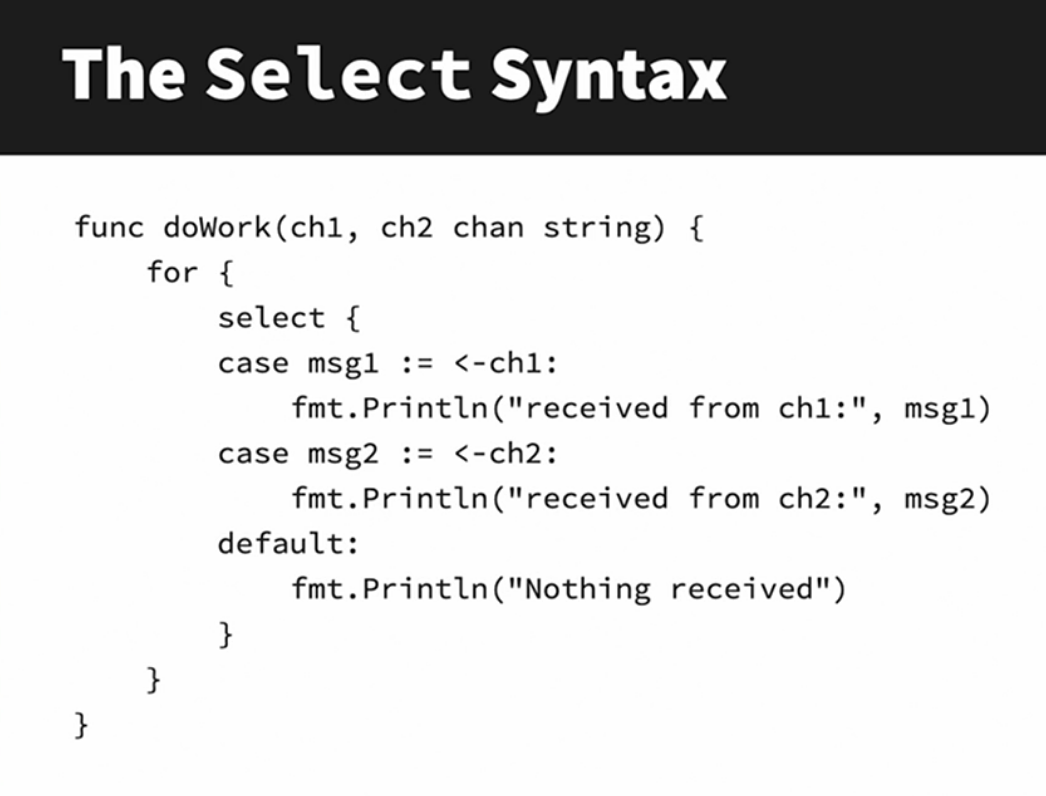 The Select Syntax
func doWork(ch1, ch2 chan string) {
    for {
        select {
        case msg1 := <-ch1:
            fmt.Println("received from ch1:", msg1)
        case msg2 := <-ch2:
            fmt.Println("received from ch2:", msg2)
        default:
            fmt.Println("Nothing received")
        }
    }
}